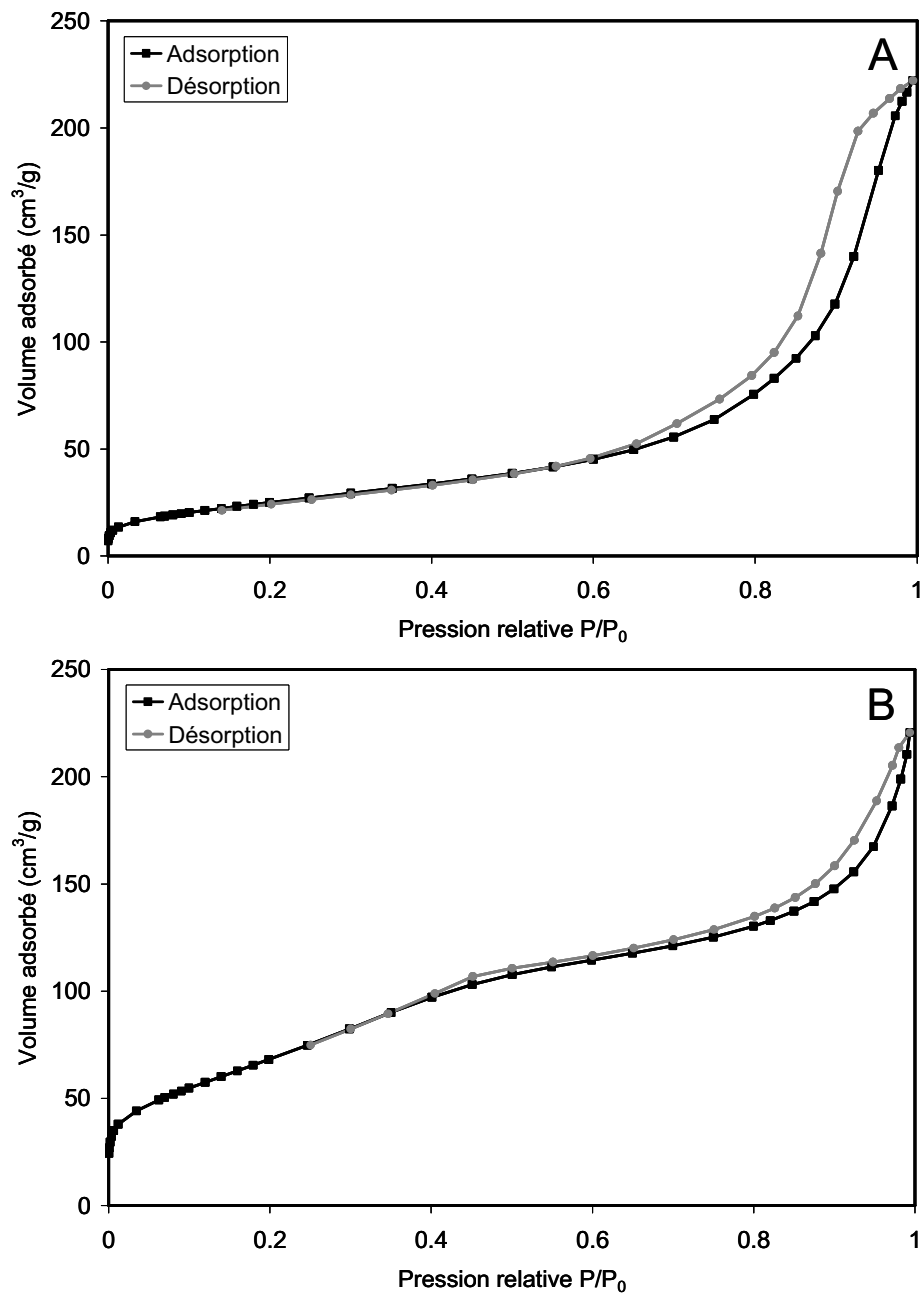 A
Adsorption
Désorption
250
200
150
100
50
0
Volume adsorbé (cm³/g)
0 0.2 0.4 0.6 0.8 1
Pression relative P/P₀
B
Adsorption
Désorption
250
200
150
100
50
0
Volume adsorbé (cm³/g)
0 0.2 0.4 0.6 0.8 1
Pression relative P/P₀